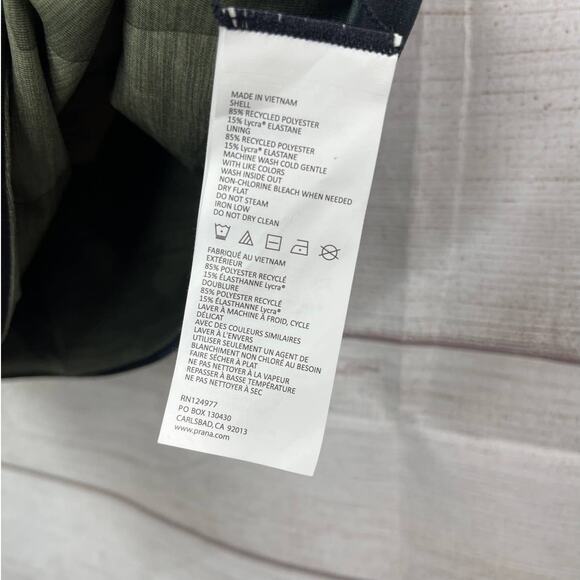 MADE IN VIETNAM
SHELL
85% RECYCLED POLYESTER
15% Lycra® ELASTANE
LINING
85% RECYCLED POLYESTER
15% Lycra® ELASTANE
MACHINE WASH COLD GENTLE
WITH LIKE COLORS
WASH INSIDE OUT
NON-CHLORINE BLEACH WHEN NEEDED
DRY FLAT
DO NOT STEAM
IRON LOW
DO NOT DRY CLEAN
FABRIQUÉ AU VIETNAM
EXTÉRIEUR
85% POLYESTER RECYCLÉ
15% ÉLASTHANNE Lycra®
DOUBLURE
85% POLYESTER RECYCLÉ
15% ÉLASTHANNE Lycra®
LAVER À MACHINE À FROID, CYCLE
DÉLICAT
AVEC DES COULEURS SIMILAIRES
LAVER À L'ENVERS
UTILISER SEULEMENT UN AGENT DE
BLANCHIMENT NON CHLORÉ AU BESOIN
FAIRE SÉCHER À PLAT
NE PAS NETTOYER À LA VAPEUR
REPASSER À BASSE TEMPÉRATURE
NE PAS NETTOYER À SEC
RN124977
PO BOX 130430
CARLSBAD, CA 92013
www.prana.com